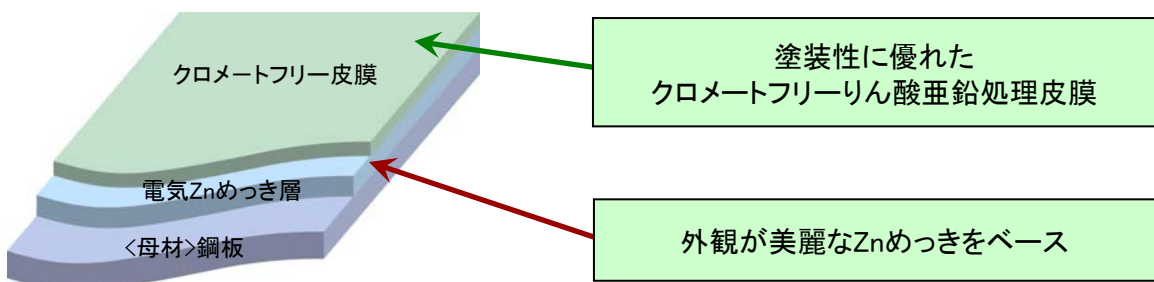 クロメートフリー皮膜
電気Znめっき層
<母材>鋼板
塗装性に優れた
クロメートフリーりん酸亜鉛処理皮膜
外観が美麗なZnめっきをベース